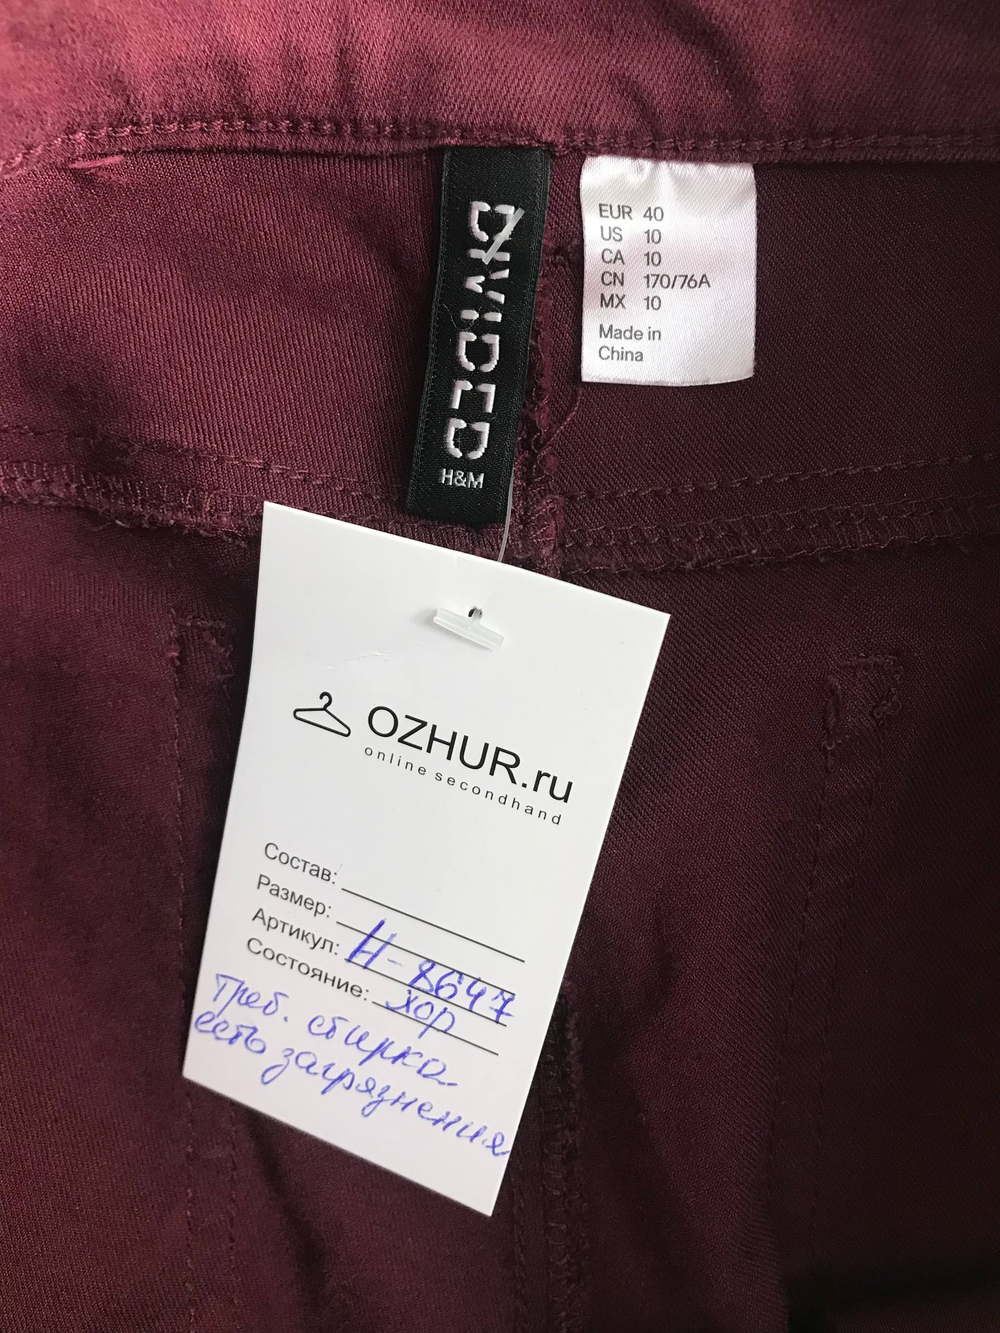 DIVIDED
H&M
EUR 40
US 10
CA 10
CN 170/76A
MX 10
Made in
China
OZHUR.ru
online secondhand
Состав:
Размер:
Артикул: Н-8647
Состояние: хор
Треб. стирка
есть загрязнения